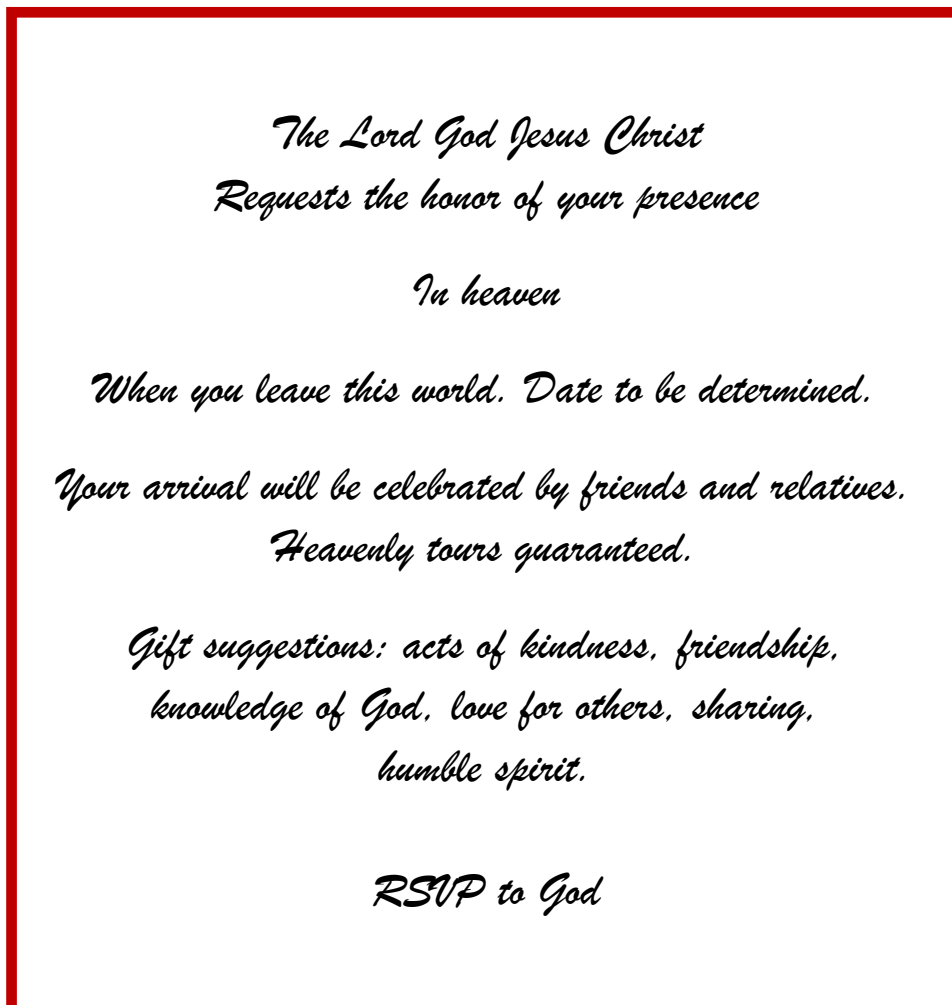 The Lord God Jesus Christ
Requests the honor of your presence
In heaven
When you leave this world. Date to be determined.
Your arrival will be celebrated by friends and relatives.
Heavenly tours guaranteed.
Gift suggestions: acts of kindness, friendship,
knowledge of God, love for others, sharing,
humble spirit.
RSVP to God